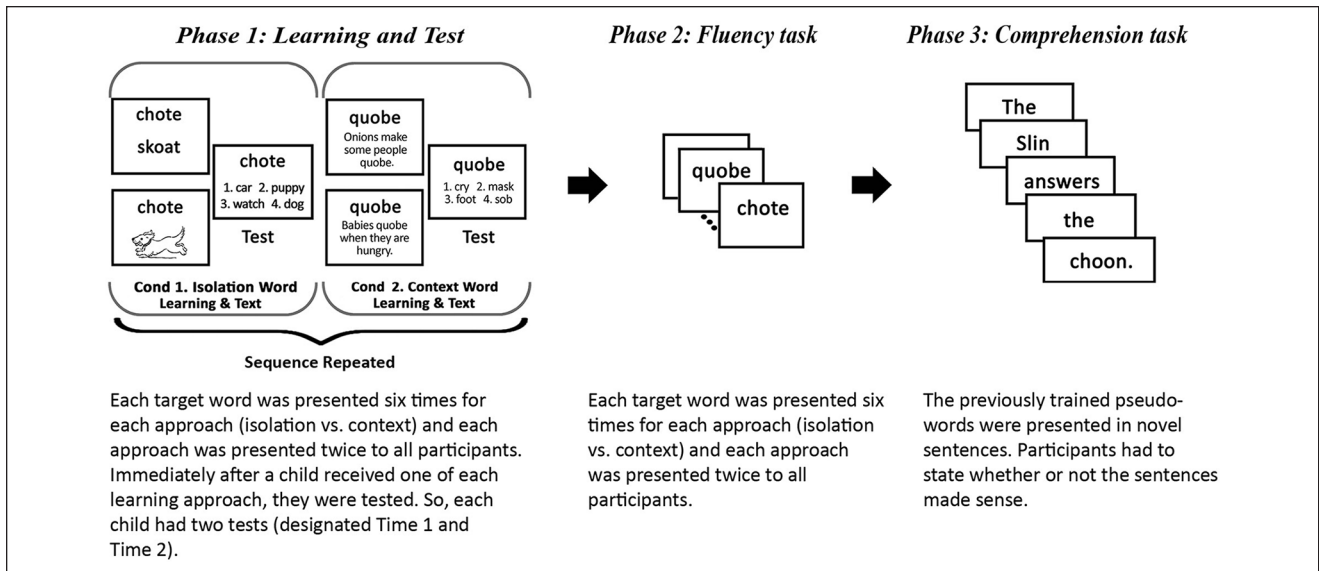 Phase 1: Learning and Test
chote
skoat
chote
chote
1. car 2. puppy
3. watch 4. dog
Test
Cond 1. Isolation Word
Learning & Text
quobe
Onions make
some people
quobe.
quobe
Babies quobe
when they are
hungry.
quobe
1. cry 2. mask
3. foot 4. sob
Test
Cond 2. Context Word
Learning & Text
Sequence Repeated
Each target word was presented six times for
each approach (isolation vs. context) and each
approach was presented twice to all participants.
Immediately after a child received one of each
learning approach, they were tested. So, each
child had two tests (designated Time 1 and
Time 2).
Phase 2: Fluency task
quobe
chote
Each target word was presented six
times for each approach (isolation
vs. context) and each approach
was presented twice to all
participants.
Phase 3: Comprehension task
The
Slin
answers
the
choon.
The previously trained pseudo-
words were presented in novel
sentences. Participants had to
state whether or not the sentences
made sense.